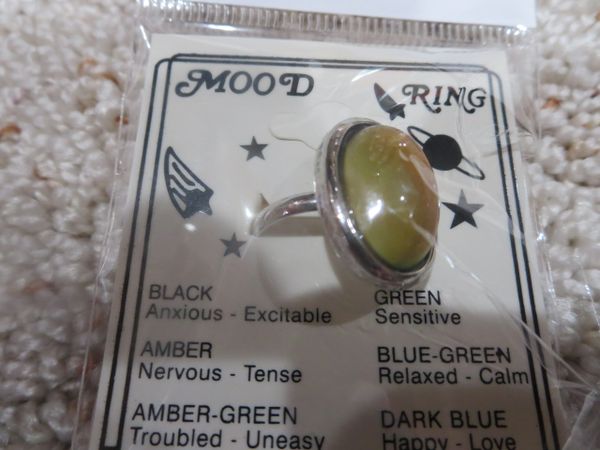 MOOD RING
BLACK
Anxious - Excitable
GREEN
Sensitive
AMBER
Nervous - Tense
BLUE-GREEN
Relaxed - Calm
AMBER-GREEN
Troubled - Uneasy
DARK BLUE
Happy - Love